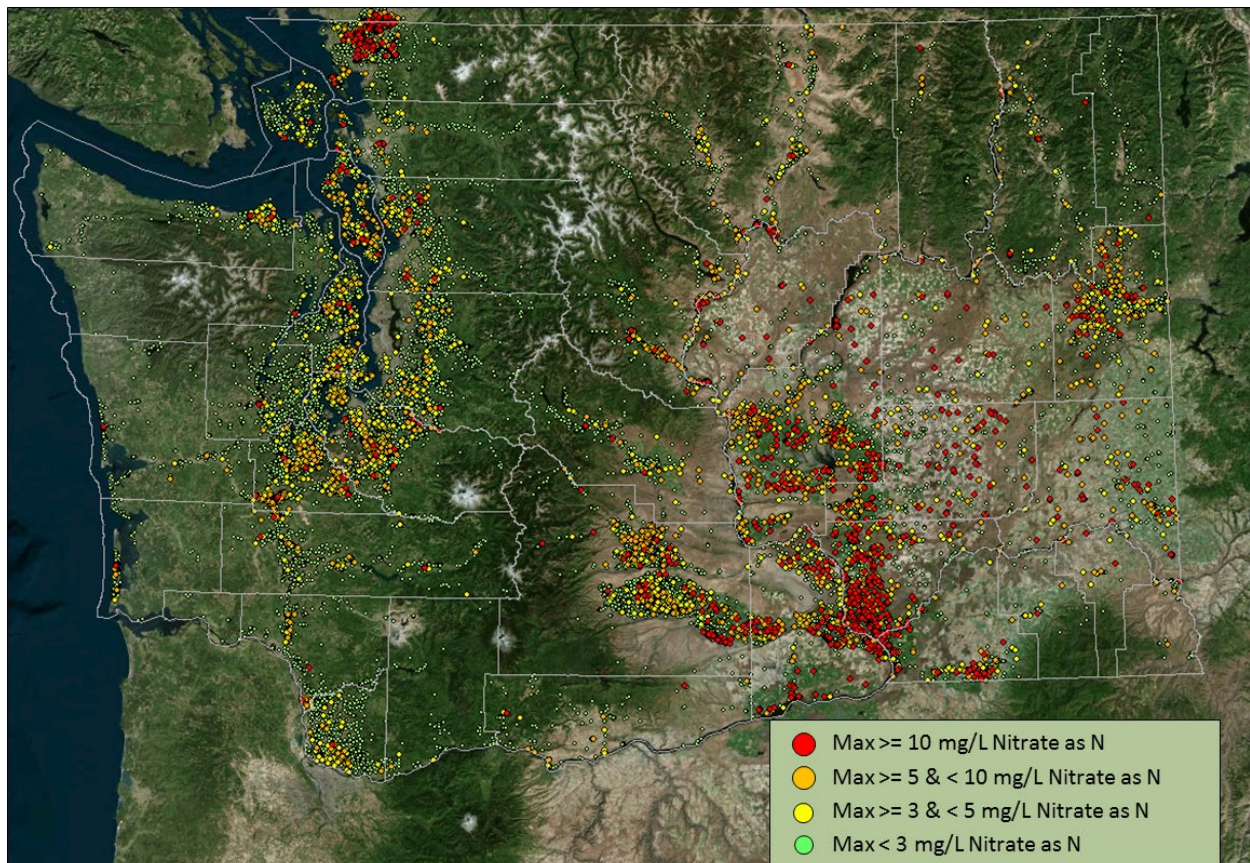 Max >= 10 mg/L Nitrate as N
Max >= 5 & < 10 mg/L Nitrate as N
Max >= 3 & < 5 mg/L Nitrate as N
Max < 3 mg/L Nitrate as N